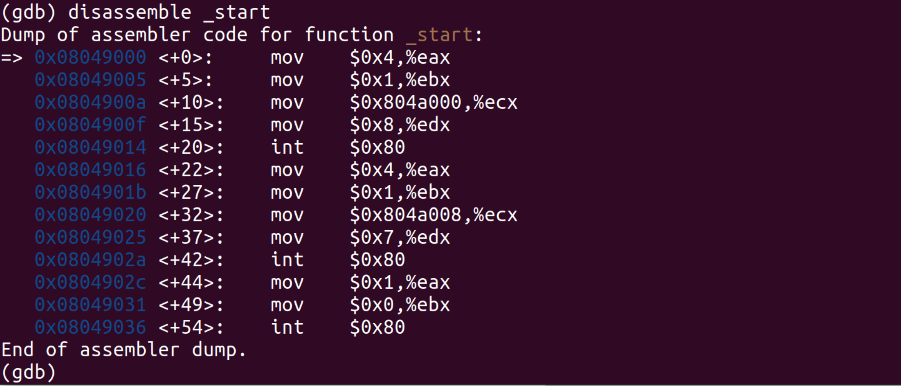 (gdb) disassemble _start
Dump of assembler code for function _start:
=> 0x08049000 <+0>:     mov    $0x4,%eax
   0x08049005 <+5>:     mov    $0x1,%ebx
   0x0804900a <+10>:    mov    $0x804a000,%ecx
   0x0804900f <+15>:    mov    $0x8,%edx
   0x08049014 <+20>:    int    $0x80
   0x08049016 <+22>:    mov    $0x4,%eax
   0x0804901b <+27>:    mov    $0x1,%ebx
   0x08049020 <+32>:    mov    $0x804a008,%ecx
   0x08049025 <+37>:    mov    $0x7,%edx
   0x0804902a <+42>:    int    $0x80
   0x0804902c <+44>:    mov    $0x1,%eax
   0x08049031 <+49>:    mov    $0x0,%ebx
   0x08049036 <+54>:    int    $0x80
End of assembler dump.
(gdb)